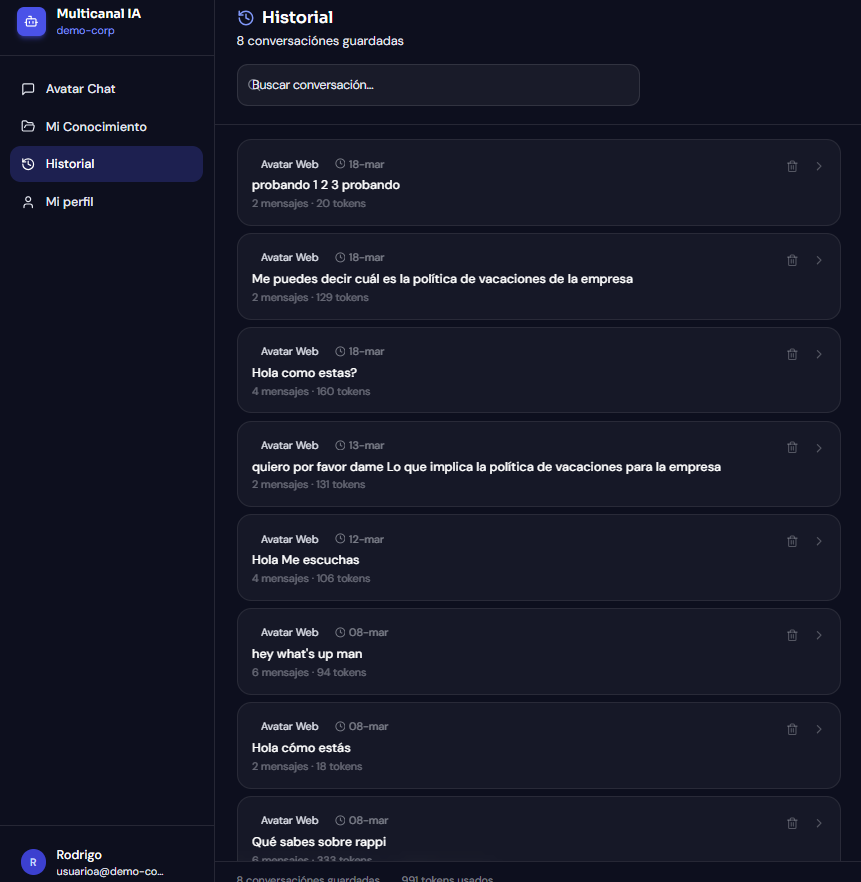 Multicanal IA
demo-corp
Avatar Chat
Mi Conocimiento
Historial
Mi perfil
Rodrigo
R
usuarioa@demo-co...
Historial
8 conversaciónes guardadas
Buscar conversación...
Avatar Web 18-mar
probando 1 2 3 probando
2 mensajes · 20 tokens
Avatar Web 18-mar
Me puedes decir cuál es la política de vacaciones de la empresa
2 mensajes · 129 tokens
Avatar Web 18-mar
Hola como estas?
4 mensajes · 160 tokens
Avatar Web 13-mar
quiero por favor dame Lo que implica la política de vacaciones para la empresa
2 mensajes · 131 tokens
Avatar Web 12-mar
Hola Me escuchas
4 mensajes · 106 tokens
Avatar Web 08-mar
hey what's up man
6 mensajes · 94 tokens
Avatar Web 08-mar
Hola cómo estás
2 mensajes · 18 tokens
Avatar Web 08-mar
Qué sabes sobre rappi
6 mensajes · 333 tokens
8 conversaciónes guardadas 991 tokens usados